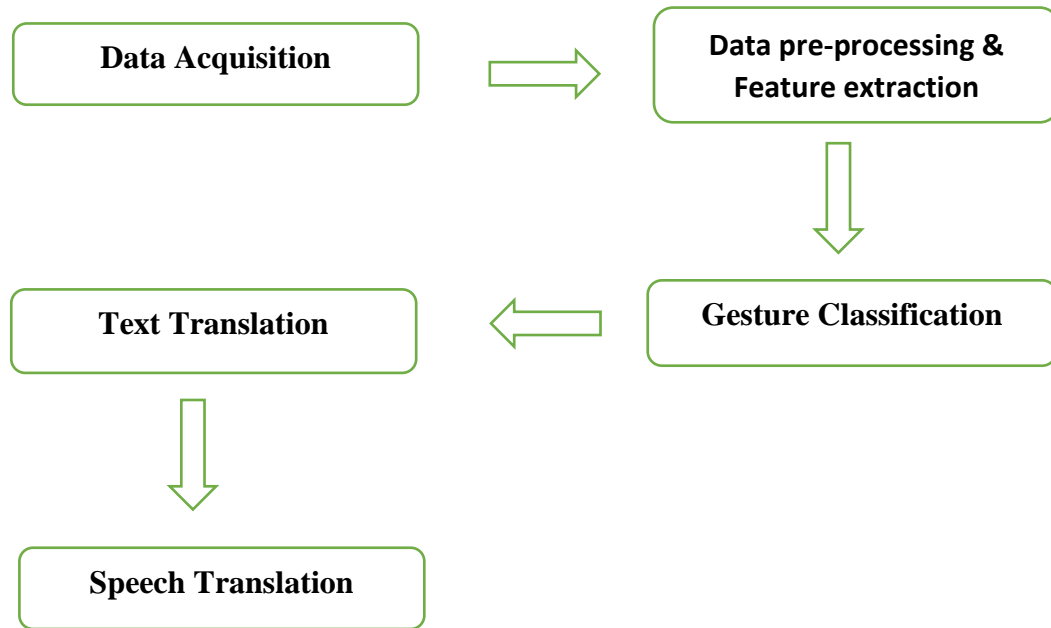 Data Acquisition
Data pre-processing &
Feature extraction
Gesture Classification
Text Translation
Speech Translation